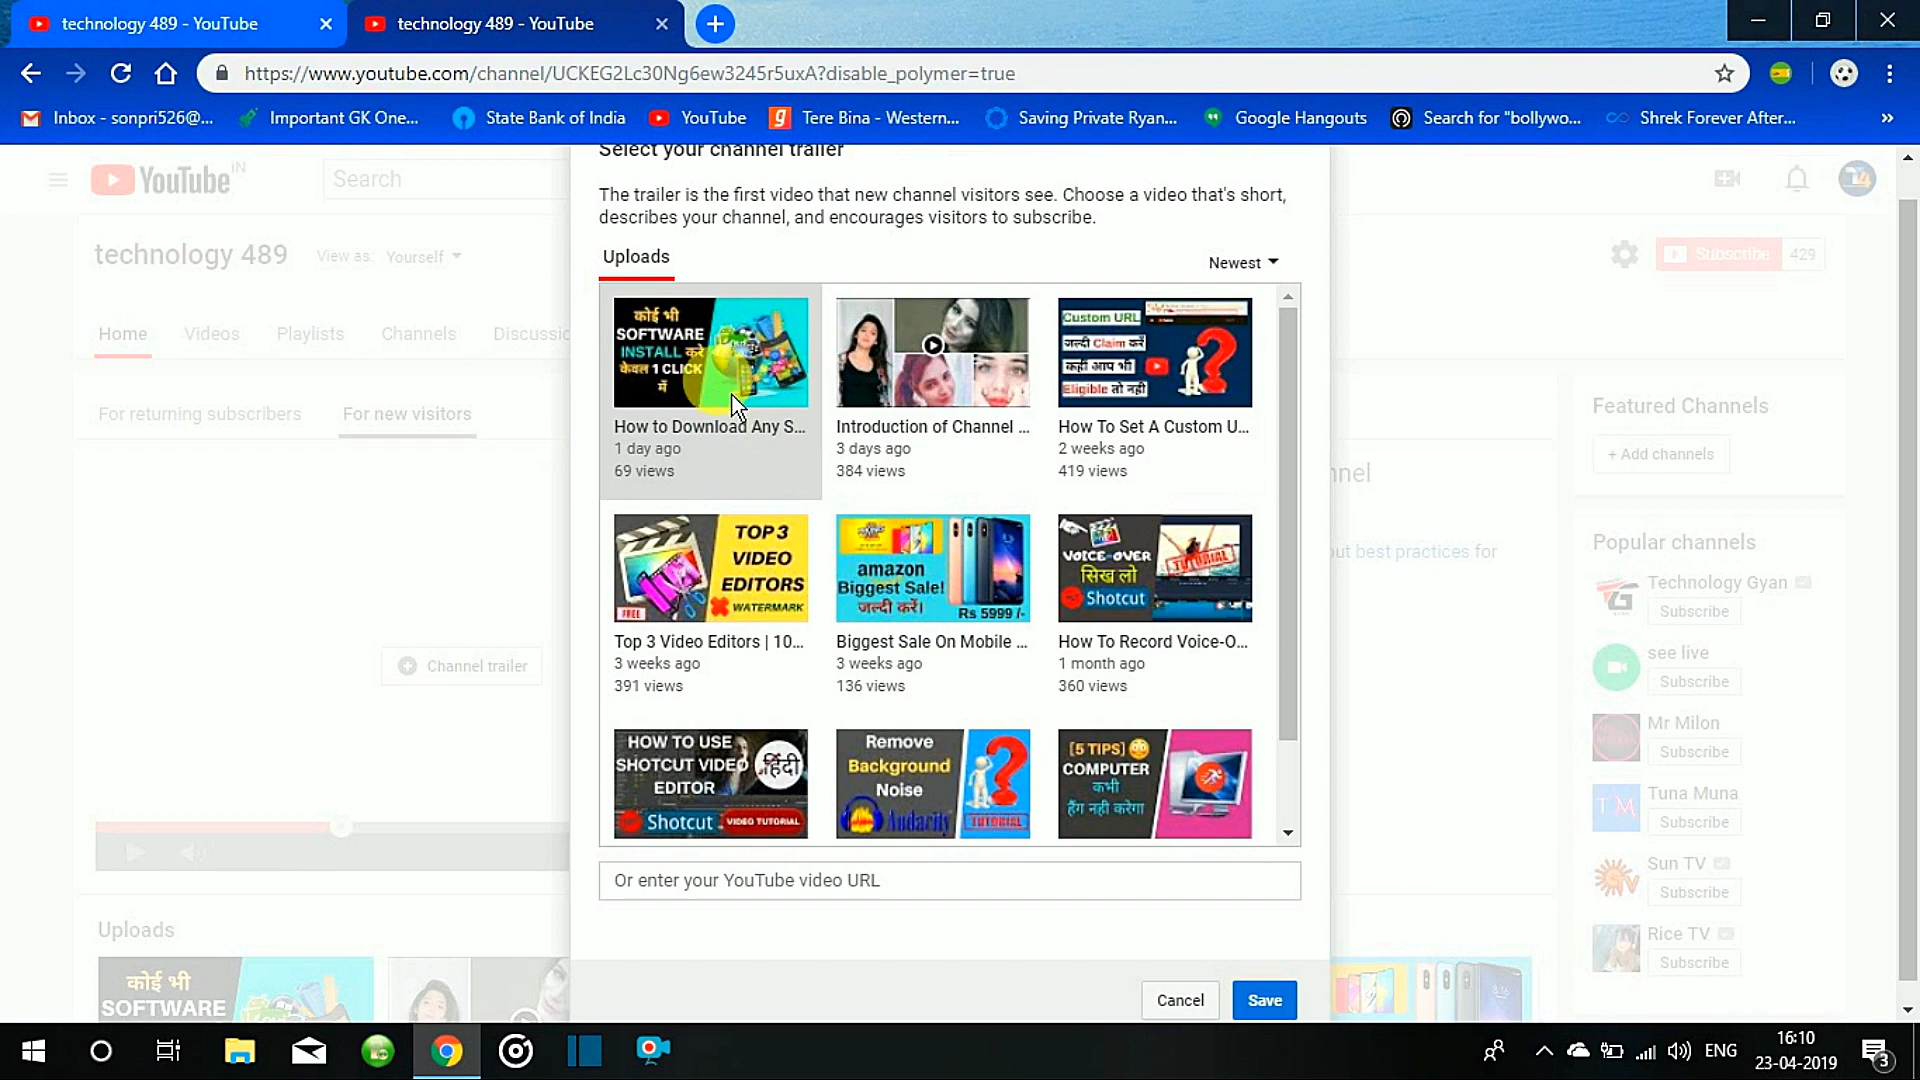 technology 489 - YouTube
technology 489 - YouTube
https://www.youtube.com/channel/UCKEG2Lc30Ng6ew3245r5uxA?disable_polymer=true
Inbox - sonpri526@...
Important GK One...
State Bank of India
YouTube
Tere Bina - Western...
Saving Private Ryan...
Google Hangouts
Search for "bollywo...
Shrek Forever After...
»
YouTube IN
Search
Select your channel trailer
The trailer is the first video that new channel visitors see. Choose a video that's short,
describes your channel, and encourages visitors to subscribe.
technology 489
View as: Yourself
Subscribe 429
Uploads
Newest
Home
Videos
Playlists
Channels
Discussio
For returning subscribers
For new visitors
कोई भी
SOFTWARE
INSTALL करे
केवल 1 CLICK
में
Custom URL
जल्दी Claim करें
कहीं आप भी
Eligible तो नही
How to Download Any S...
1 day ago
69 views
Introduction of Channel ...
3 days ago
384 views
How To Set A Custom U...
2 weeks ago
419 views
TOP 3
VIDEO
EDITORS
WATERMARK
FREE
amazon
Biggest Sale!
जल्दी करें।
Rs 5999 /-
VOICE-OVER
सिख लो
Shotcut
TUTORIAL
Top 3 Video Editors | 10...
3 weeks ago
391 views
Biggest Sale On Mobile ...
3 weeks ago
136 views
How To Record Voice-O...
1 month ago
360 views
HOW TO USE
SHOTCUT VIDEO
EDITOR
हिंदी
Shotcut
VIDEO TUTORIAL
Remove
Background
Noise
Audacity
TUTORIAL
[5 TIPS]
COMPUTER
कभी
हैंग नही करेगा
Or enter your YouTube video URL
Cancel
Save
Channel trailer
nnel
out best practices for
Uploads
कोई भी
SOFTWARE
Featured Channels
+ Add channels
Popular channels
Technology Gyan
Subscribe
see live
Subscribe
Mr Milon
Subscribe
TM
Tuna Muna
Subscribe
Sun TV
Subscribe
Rice TV
Subscribe
ENG
16:10
23-04-2019
3